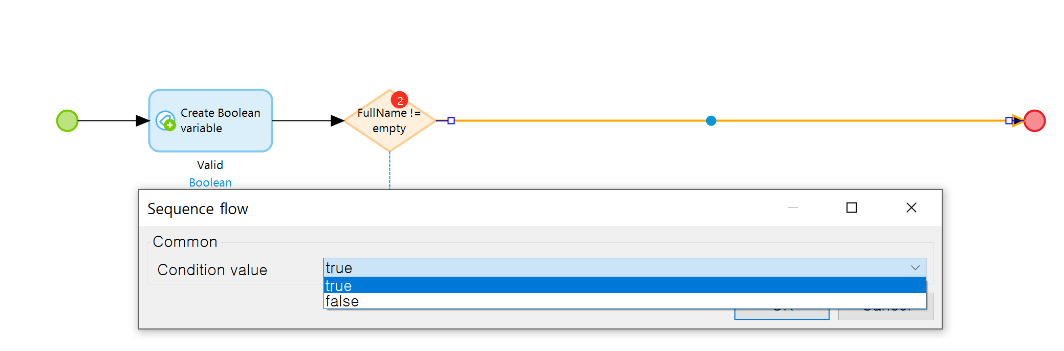 Create Boolean
variable
2
FullName !=
empty
Valid
Boolean
Sequence flow
Common
Condition value
true
true
false